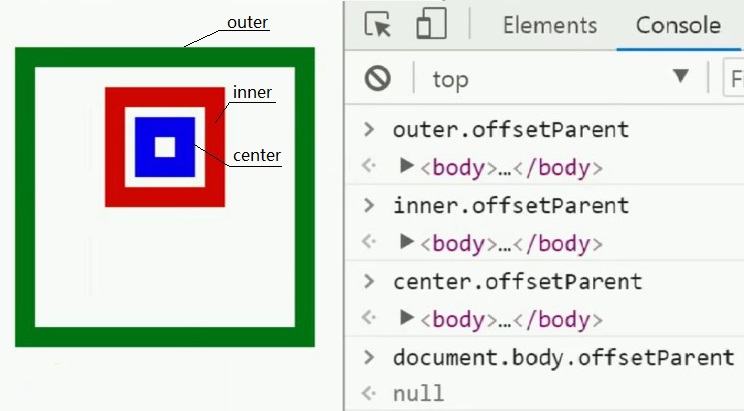 outer
inner
center
Elements Console
top
outer.offsetParent
<body>…</body>
inner.offsetParent
<body>…</body>
center.offsetParent
<body>…</body>
document.body.offsetParent
null